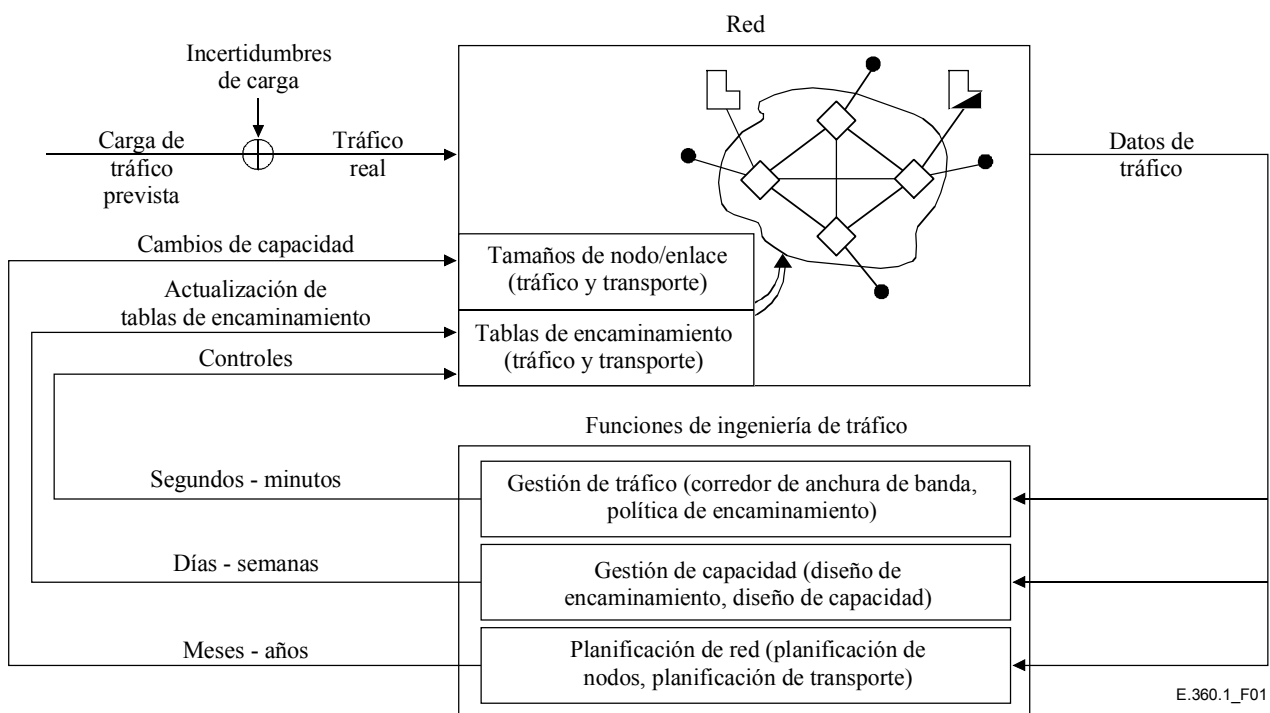 Red
Incertidumbres
de carga
Carga de
tráfico
prevista
Tráfico
real
Datos de
tráfico
Cambios de capacidad
Tamaños de nodo/enlace
(tráfico y transporte)
Actualización de
tablas de encaminamiento
Tablas de encaminamiento
(tráfico y transporte)
Controles
Funciones de ingeniería de tráfico
Segundos - minutos
Gestión de tráfico (corredor de anchura de banda,
política de encaminamiento)
Días - semanas
Gestión de capacidad (diseño de
encaminamiento, diseño de capacidad)
Meses - años
Planificación de red (planificación de
nodos, planificación de transporte)
E.360.1_F01